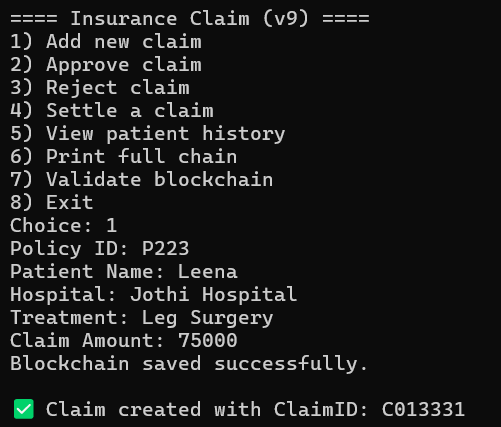 ==== Insurance Claim (v9) ====
1) Add new claim
2) Approve claim
3) Reject claim
4) Settle a claim
5) View patient history
6) Print full chain
7) Validate blockchain
8) Exit
Choice: 1
Policy ID: P223
Patient Name: Leena
Hospital: Jothi Hospital
Treatment: Leg Surgery
Claim Amount: 75000
Blockchain saved successfully.
✅ Claim created with ClaimID: C013331